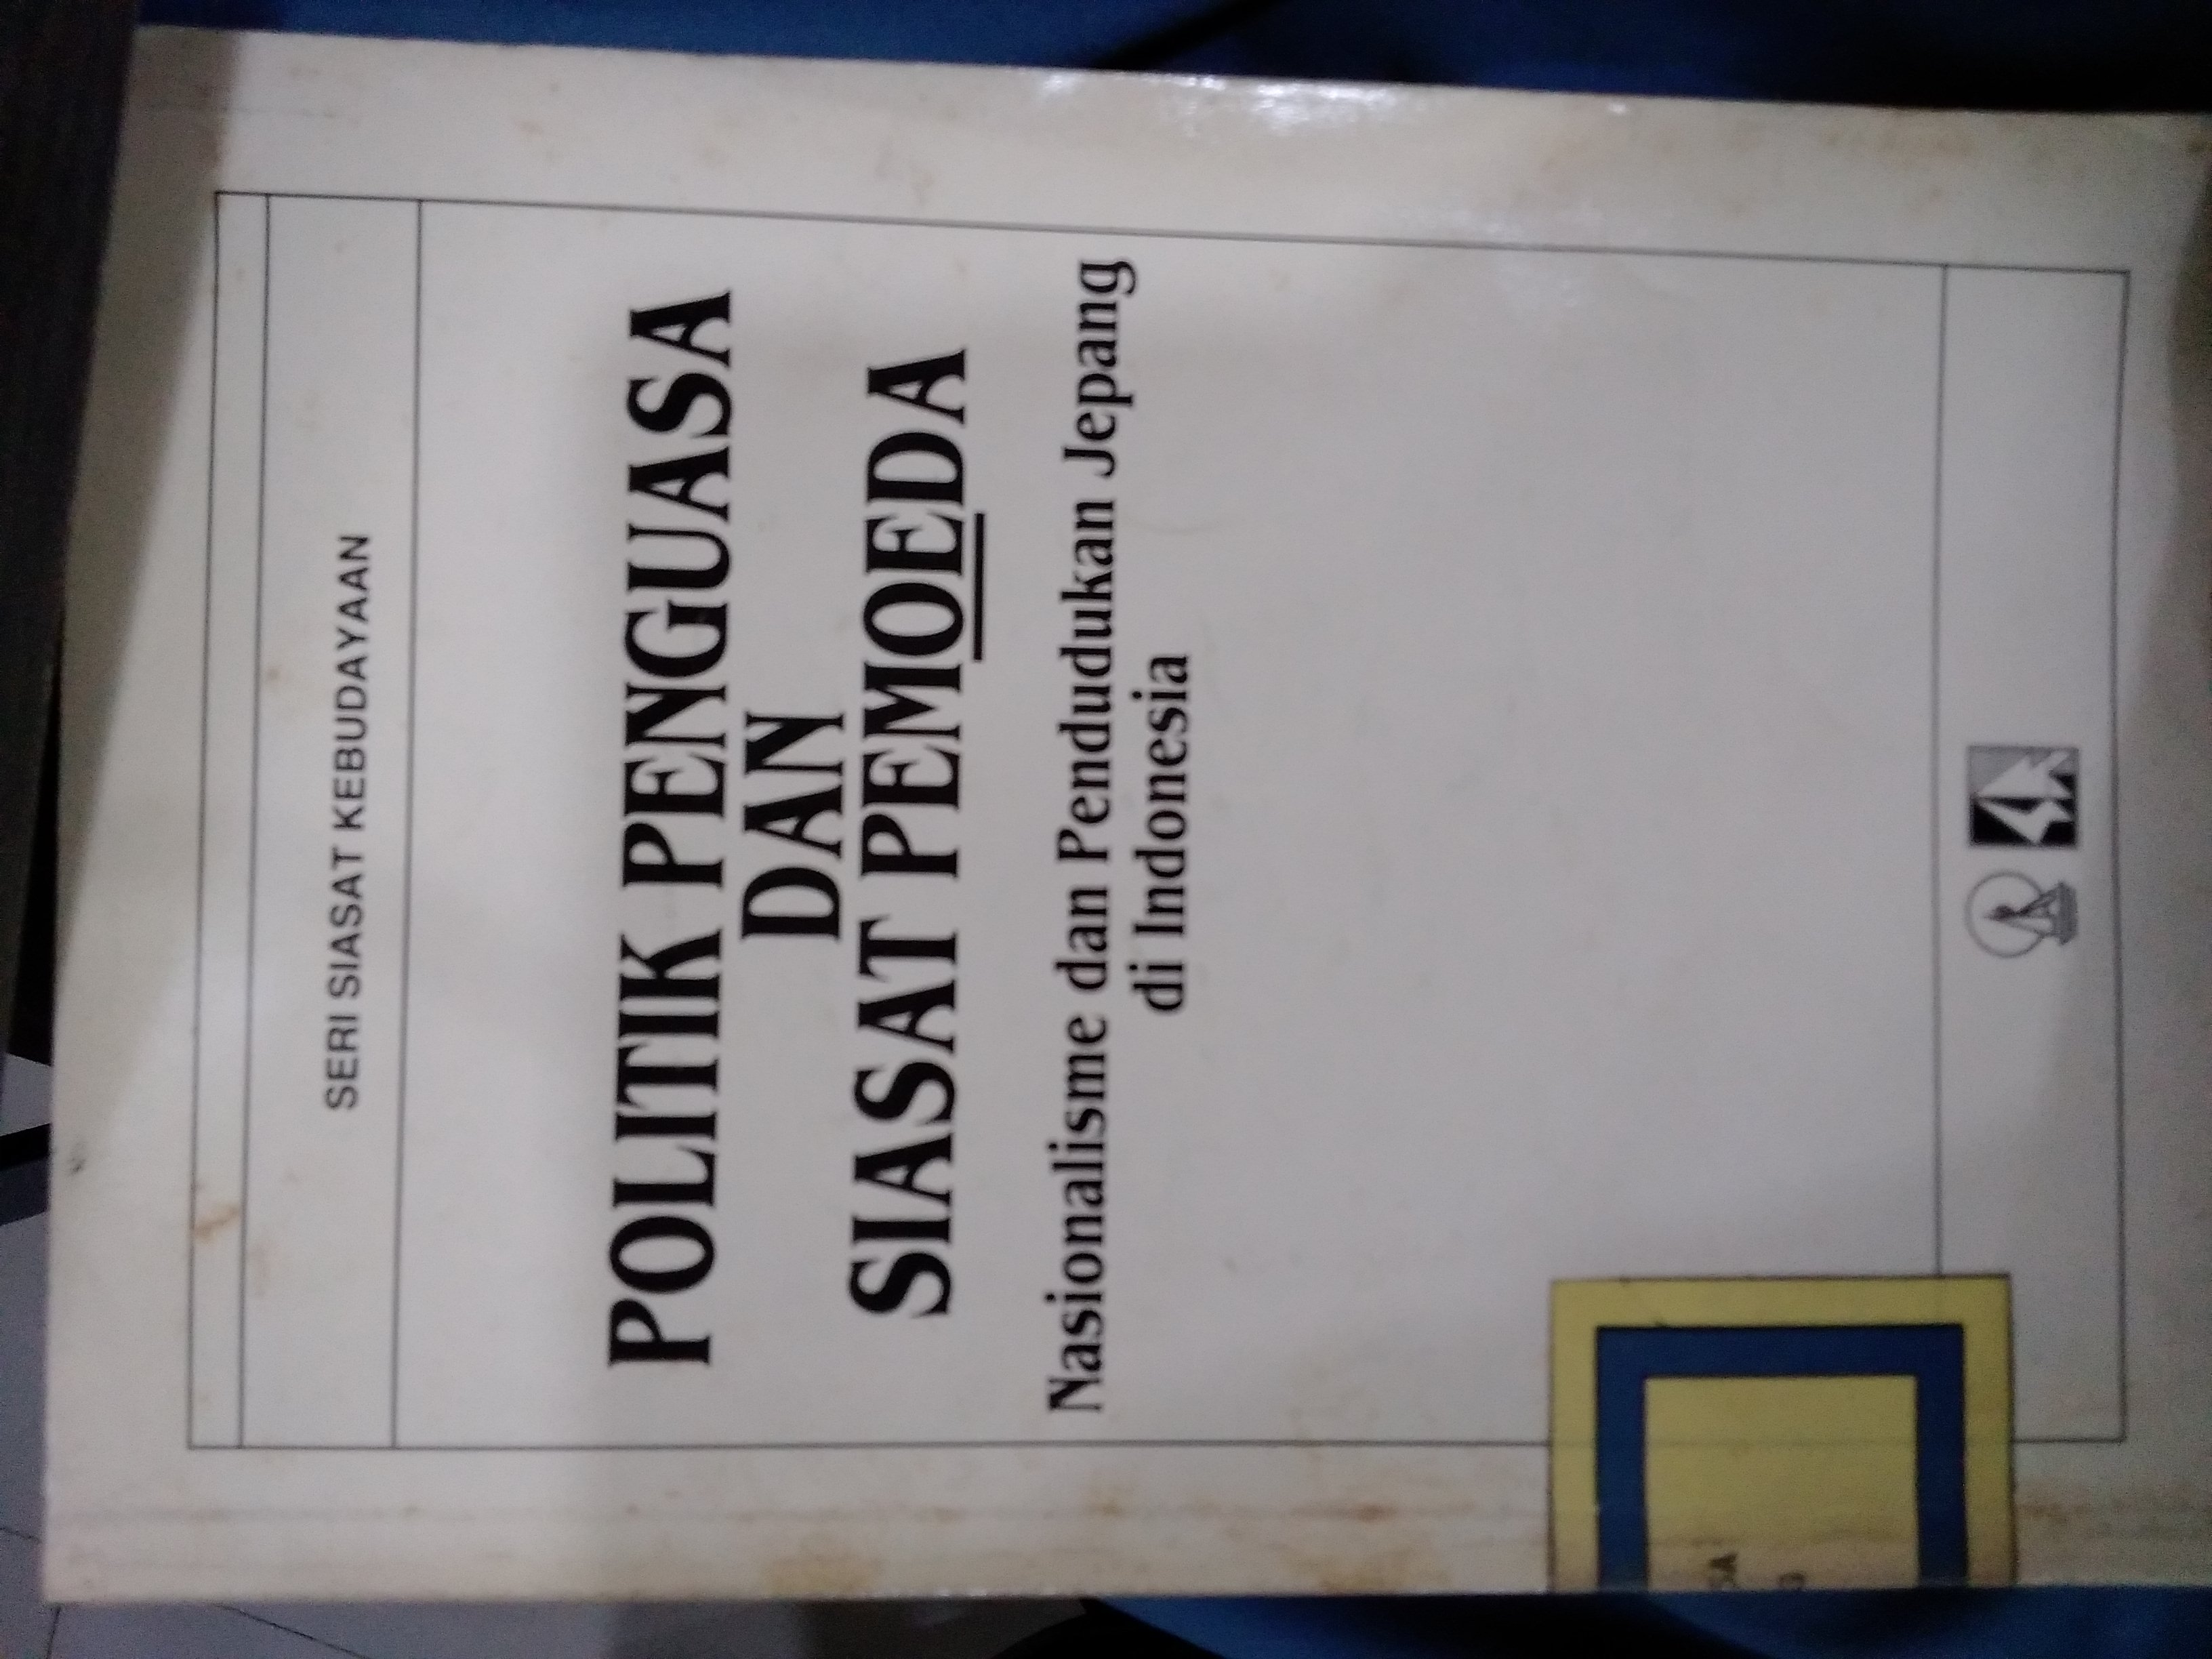 SERI SIASAT KEBUDAYAAN
POLITIK PENGUASA
DAN
SIASAT PEMOEDA
Nasionalisme dan Pendudukan Jepang
di Indonesia